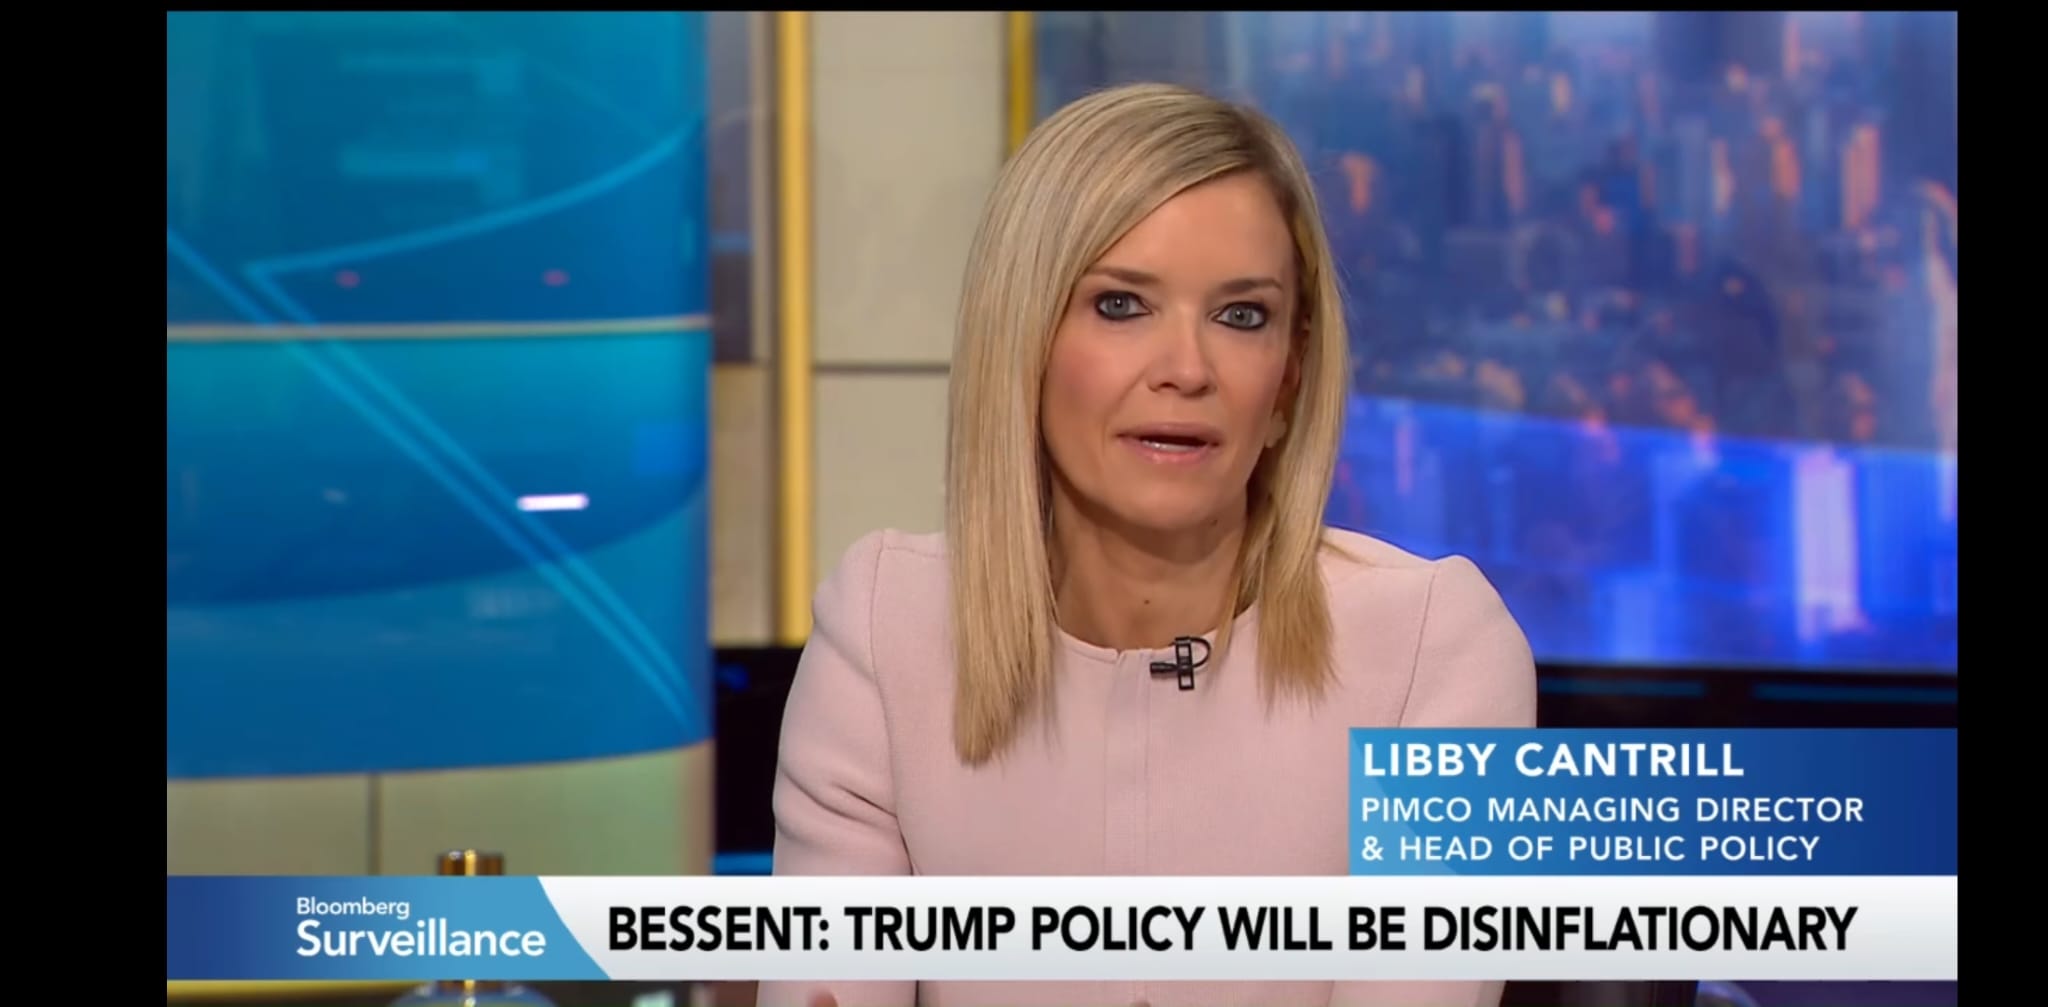 LIBBY CANTRILL
PIMCO MANAGING DIRECTOR
& HEAD OF PUBLIC POLICY
Bloomberg
Surveillance
BESSENT: TRUMP POLICY WILL BE DISINFLATIONARY